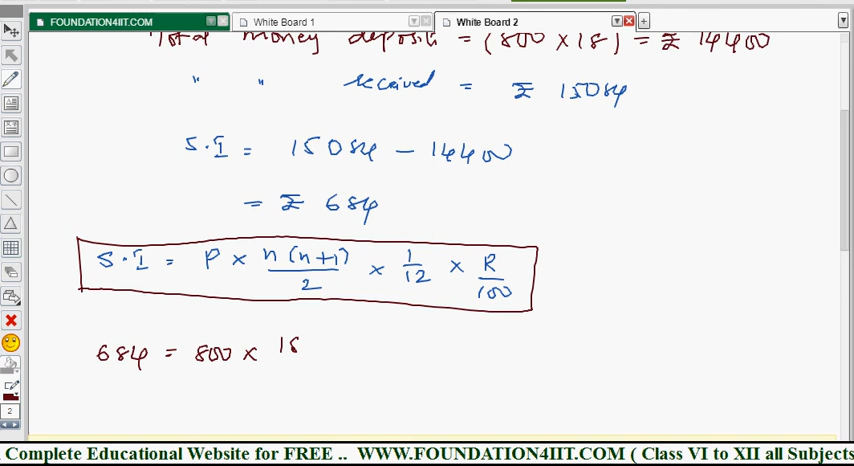 FOUNDATION4IIT.COM White Board 1 White Board 2
Total money deposit = (800 × 18) = ₹ 14400
" " received = ₹ 15084
S.I = 15084 - 14400
= ₹ 684
S.I = P × n(n+1)/2 × 1/12 × R/100
684 = 800 × 18
2
Complete Educational Website for FREE .. WWW.FOUNDATION4IIT.COM ( Class VI to XII all Subjects